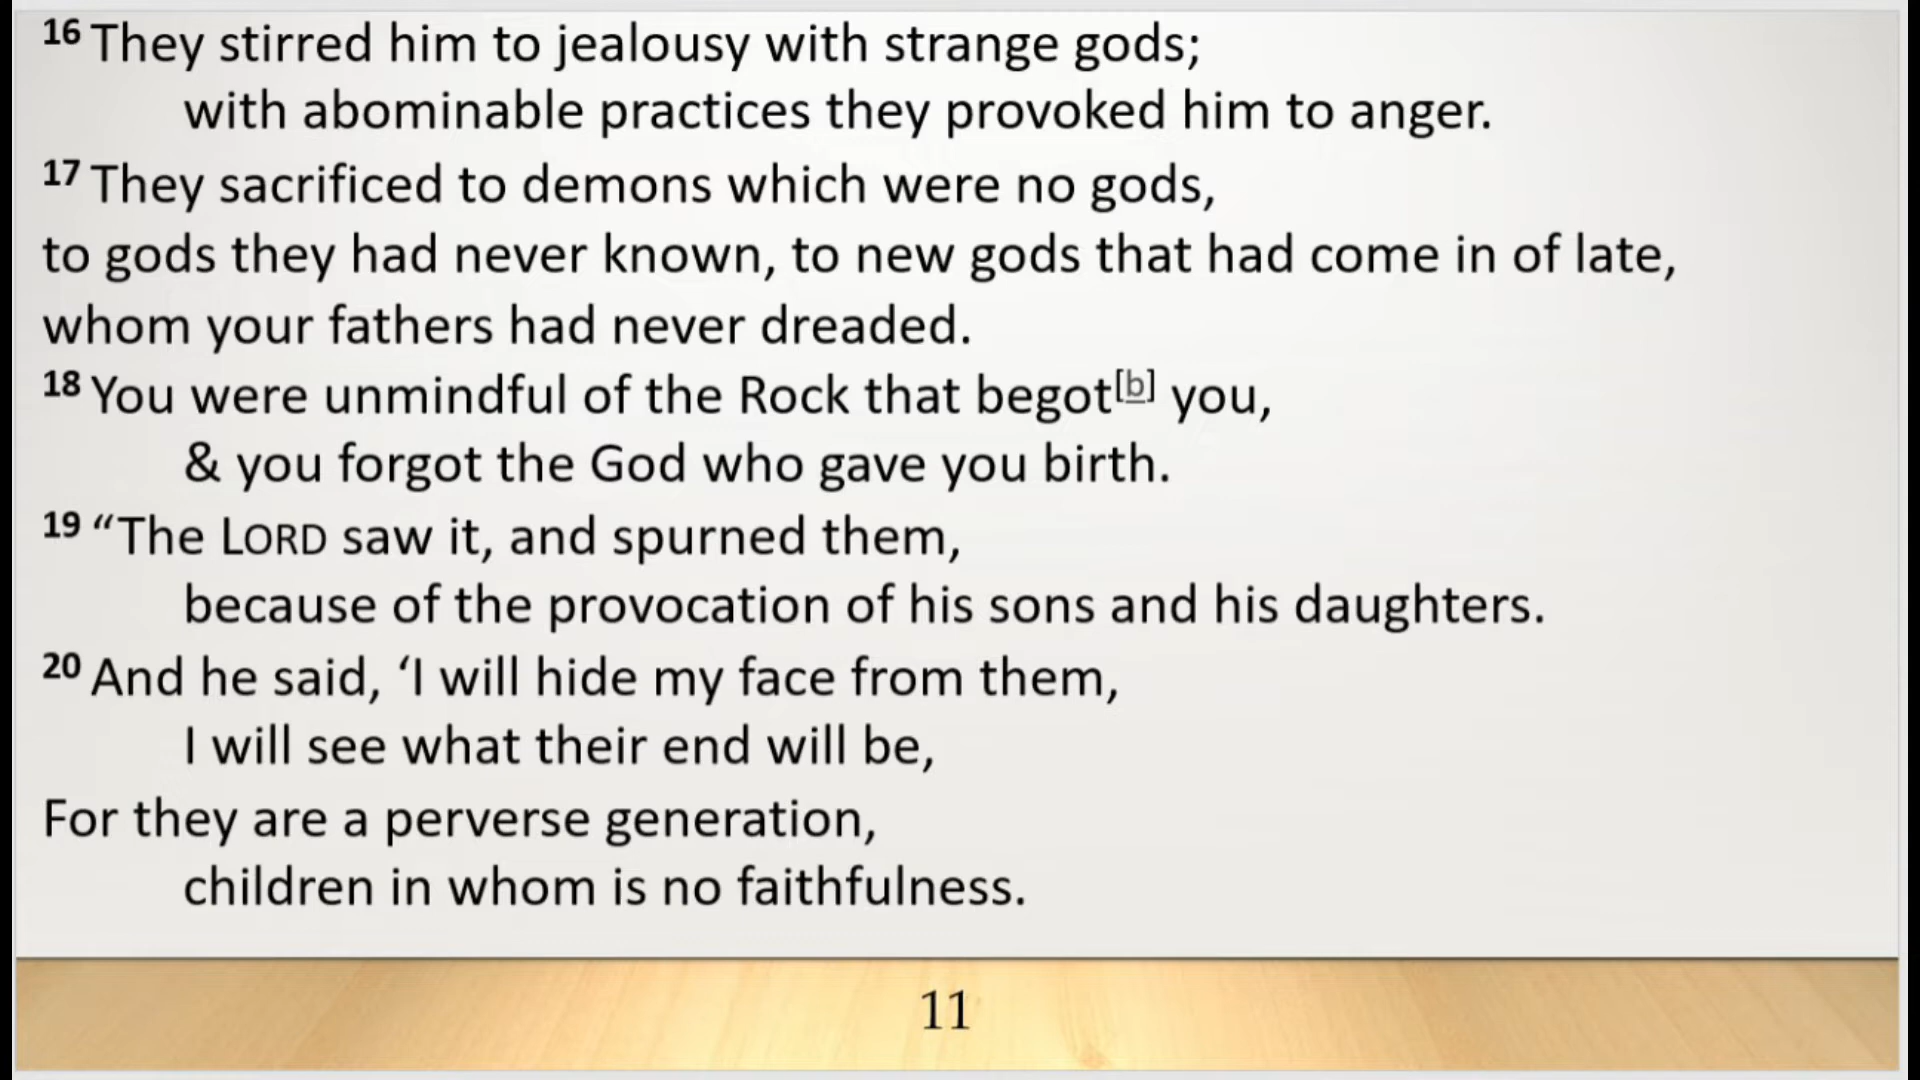 16 They stirred him to jealousy with strange gods;
with abominable practices they provoked him to anger.
17 They sacrificed to demons which were no gods,
to gods they had never known, to new gods that had come in of late,
whom your fathers had never dreaded.
18 You were unmindful of the Rock that begot[b] you,
& you forgot the God who gave you birth.
19 “The LORD saw it, and spurned them,
because of the provocation of his sons and his daughters.
20 And he said, ‘I will hide my face from them,
I will see what their end will be,
For they are a perverse generation,
children in whom is no faithfulness.
11